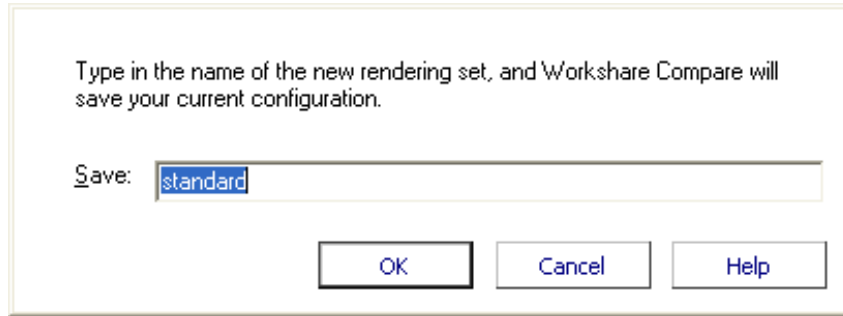 Type in the name of the new rendering set, and Workshare Compare will
save your current configuration.
Save: standard
OK Cancel Help